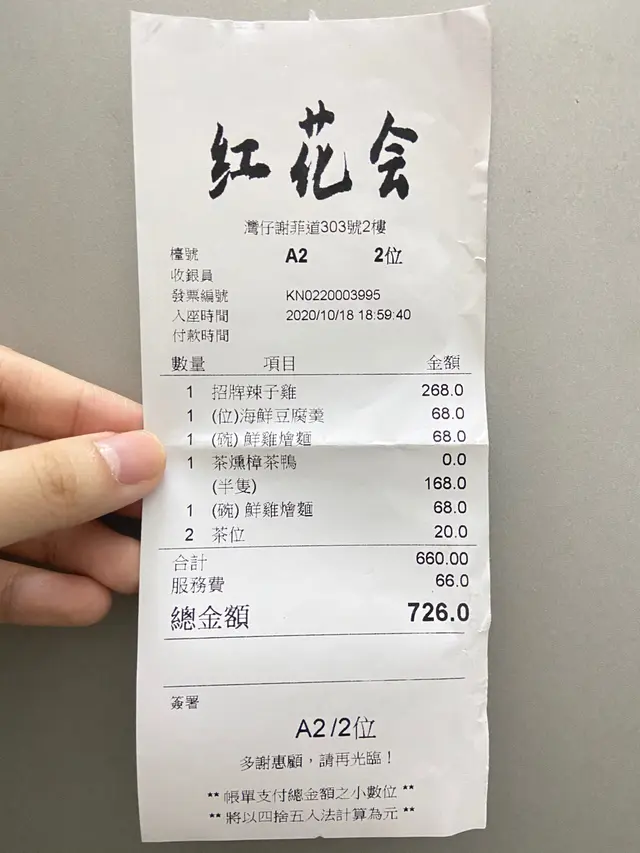 红花会
灣仔謝菲道303號2樓
檯號 A2 2位
收銀員
發票編號 KN0220003995
入座時間 2020/10/18 18:59:40
付款時間
數量 項目 金額
1 招牌辣子雞 268.0
1 (位)海鮮豆腐羹 68.0
1 (碗) 鮮雞燴麵 68.0
1 茶燻樟茶鴨 0.0
(半隻) 168.0
1 (碗) 鮮雞燴麵 68.0
2 茶位 20.0
合計 660.00
服務費 66.0
總金額 726.0
簽署
A2 /2位
多謝惠顧，請再光臨！
** 帳單支付總金額之小數位 **
** 將以四捨五入法計算為元 **